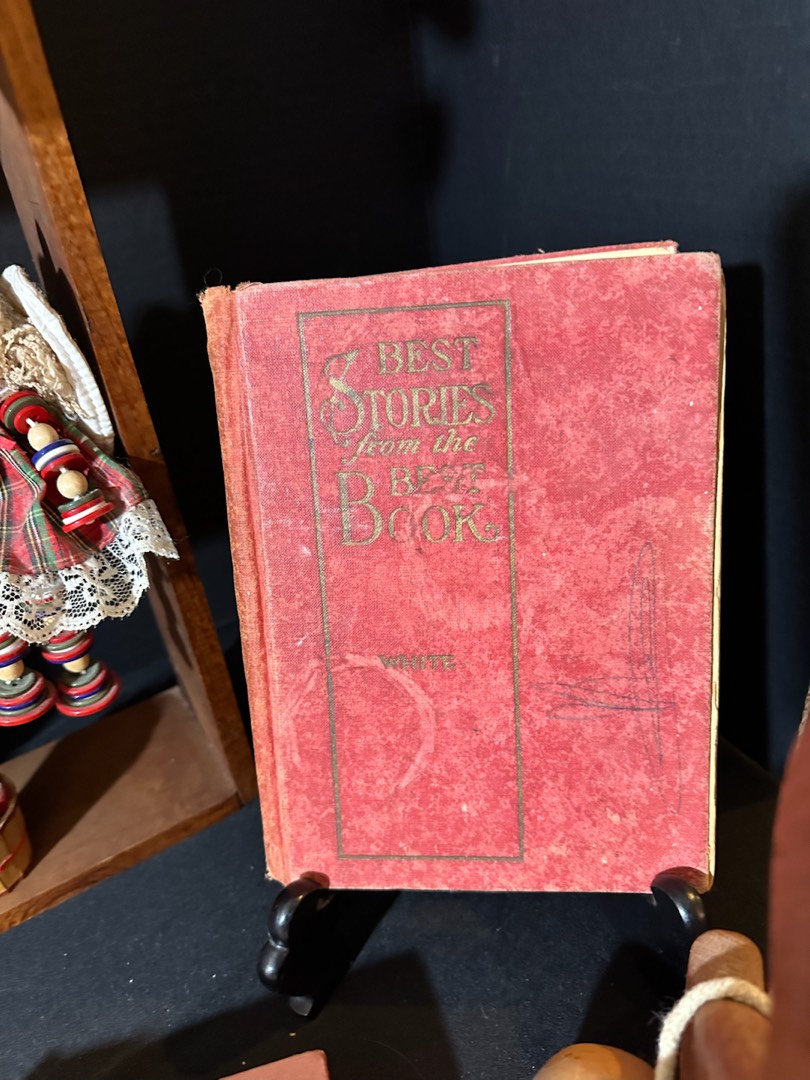 BEST
STORIES
from the
BEST
BOOK
WHITE